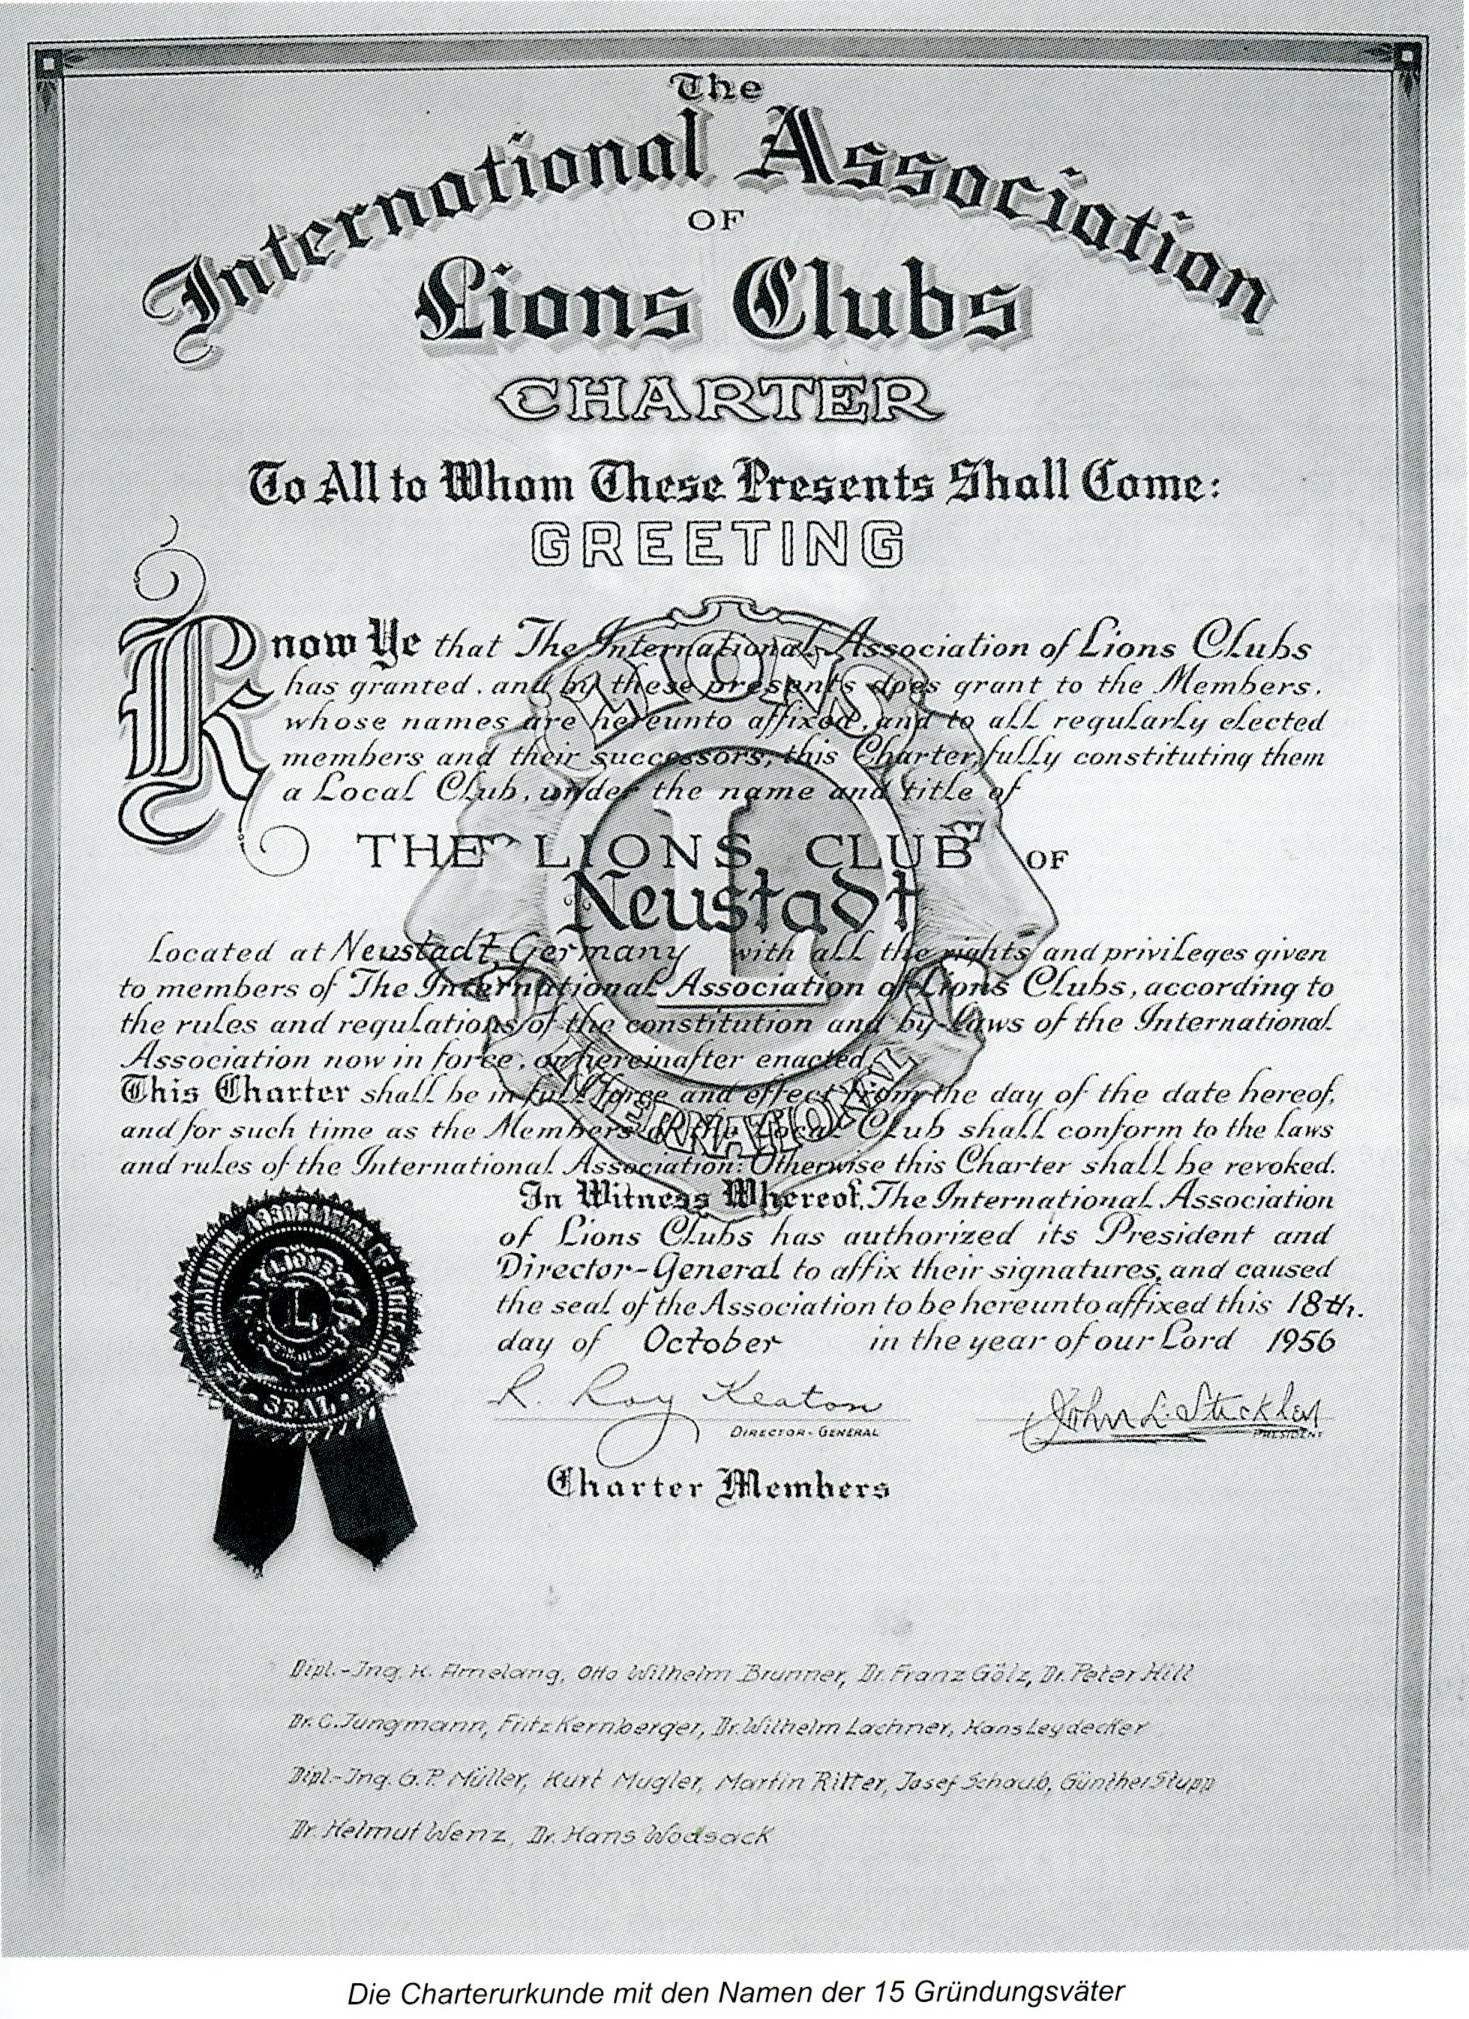 The
International Association
OF
Lions Clubs
CHARTER
To All to Whom These Presents Shall Come:
GREETING
Know Ye that The International Association of Lions Clubs
has granted, and by these presents does grant to the Members,
whose names are hereunto affixed, and to all regularly elected
members and their successors, this Charter, fully constituting them
a Local Club, under the name and title of
THE LIONS CLUB OF
Neustadt
Located at Neustadt, Germany with all the rights and privileges given
to members of The International Association of Lions Clubs, according to
the rules and regulations of the constitution and by-laws of the International
Association now in force, or hereinafter enacted.
This Charter shall be in full force and effect from the day of the date hereof,
and for such time as the Members of the Local Club shall conform to the laws
and rules of the International Association: Otherwise this Charter shall be revoked.
In Witness Whereof, The International Association
of Lions Clubs has authorized its President and
Director-General to affix their signatures, and caused
the seal of the Association to be hereunto affixed this 18th.
day of October in the year of our Lord 1956
R. Roy Keaton John L. Stickley
DIRECTOR-GENERAL PRESIDENT
Charter Members
LIONS
L
INTERNATIONAL
THE INTERNATIONAL ASSOCIATION OF LIONS CLUBS
SEAL
LIONS
L
Dipl.-Ing. K. Amelang, Otto Wilhelm Brunner, Dr. Franz Gölz, Dr. Peter Hill
Dr. C. Jungmann, Fritz Kernberger, Dr. Wilhelm Lachner, Hans Leydecker
Dipl.-Ing. G. P. Müller, Kurt Mugler, Martin Ritter, Josef Schaub, Günther Stupp
Dr. Helmut Wenz, Dr. Hans Wodsack
Die Charterurkunde mit den Namen der 15 Gründungsväter